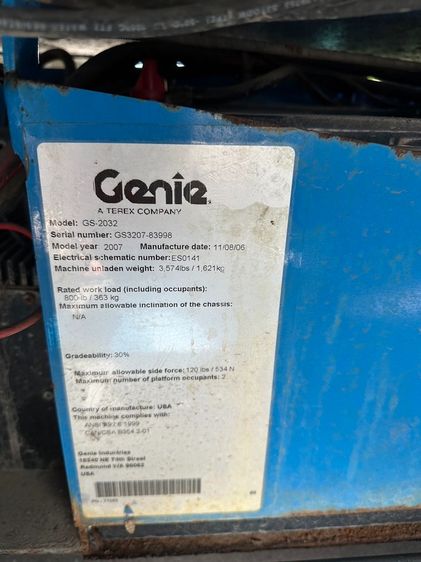 Genie
A TEREX COMPANY
Model: GS-2032
Serial number: GS3207-83998
Model year: 2007 Manufacture date: 11/08/06
Electrical schematic number: ES0141
Machine unladen weight: 3,574lbs / 1,621kg
Rated work load (including occupants):
800 lb / 363 kg
Maximum allowable inclination of the chassis:
N/A
Gradeability: 30%
Maximum allowable side force: 120 lbs / 534 N
Maximum number of platform occupants: 2
Country of manufacture: USA
This machine complies with:
ANSI A92.6 1999
CAN/CSA B354.2-01
Genie Industries
18340 NE 76th Street
Redmond WA 98052
USA